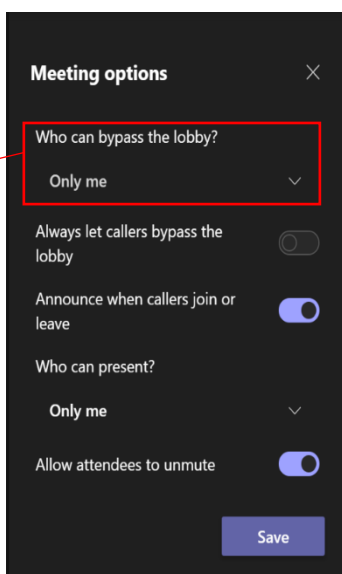 Meeting options
Who can bypass the lobby?
Only me
Always let callers bypass the
lobby
Announce when callers join or
leave
Who can present?
Only me
Allow attendees to unmute
Save